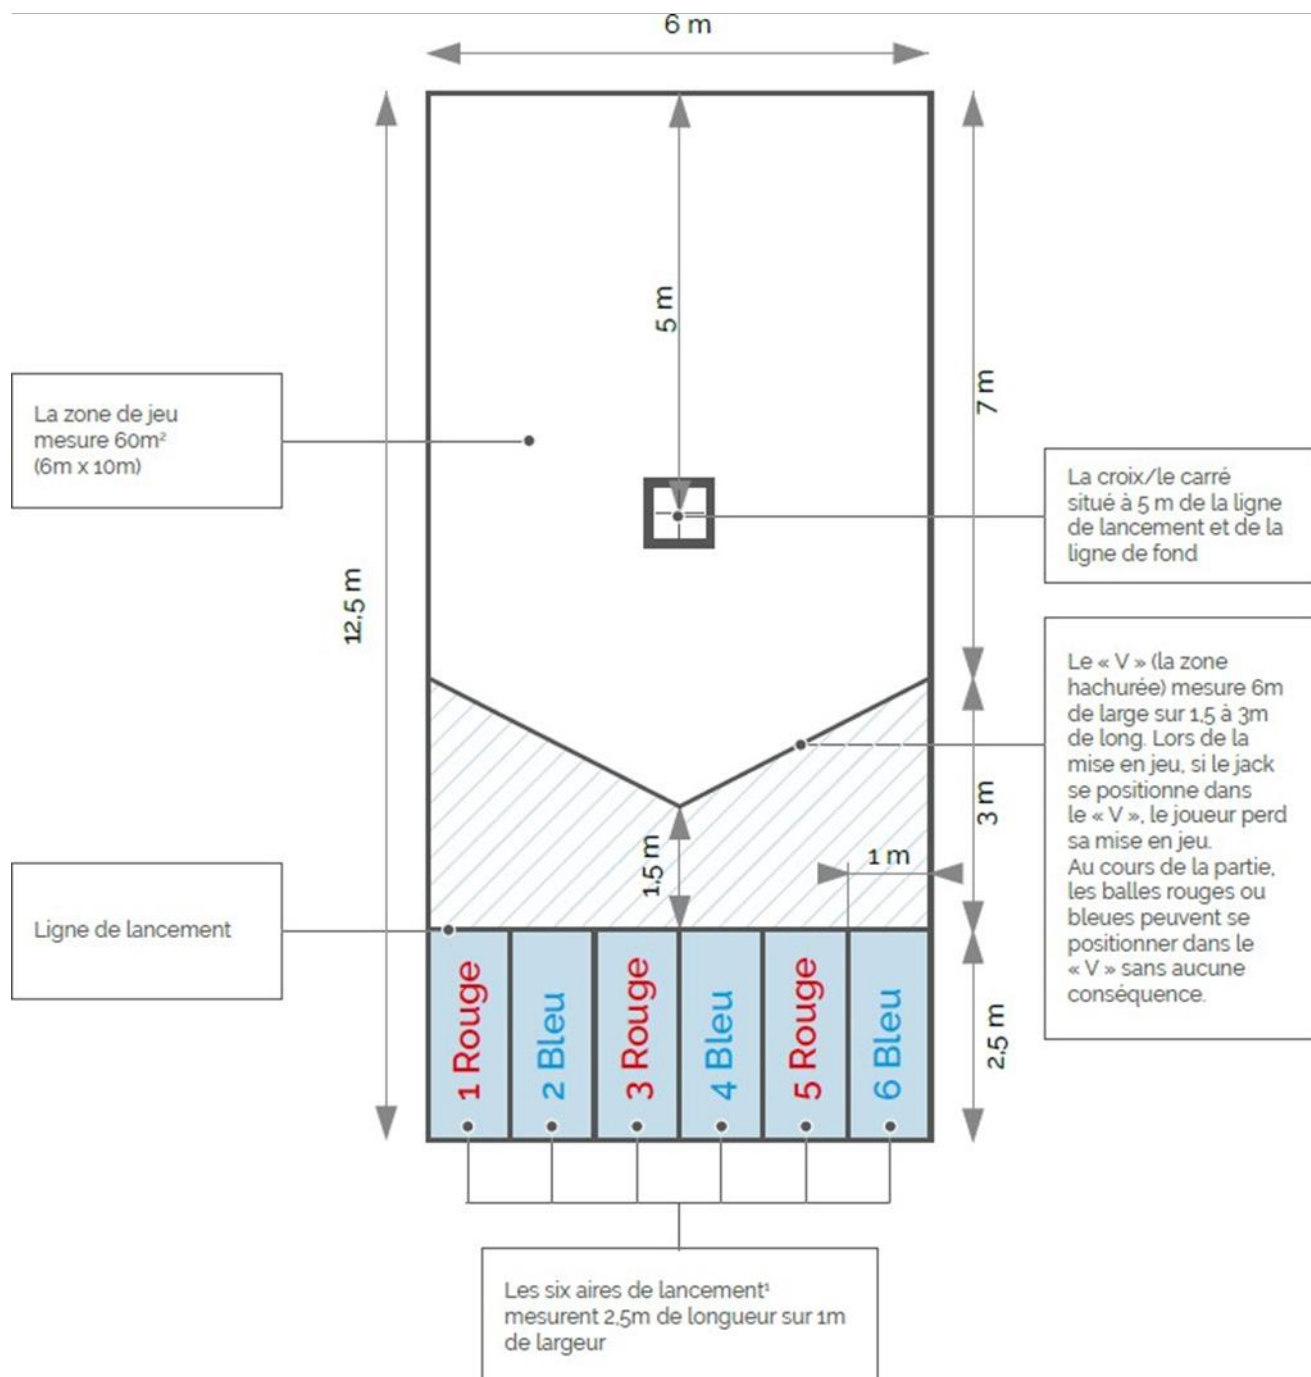 6 m
5 m
7 m
La zone de jeu
mesure 60m²
(6m x 10m)
La croix/le carré
situé à 5 m de la ligne
de lancement et de la
ligne de fond
12,5 m
Le « V » (la zone
hachurée) mesure 6m
de large sur 1,5 à 3m
de long. Lors de la
mise en jeu, si le jack
se positionne dans
le « V », le joueur perd
sa mise en jeu.
Au cours de la partie,
les balles rouges ou
bleues peuvent se
positionner dans le
« V » sans aucune
conséquence.
3 m
1,5 m
1 m
Ligne de lancement
1 Rouge
2 Bleu
3 Rouge
4 Bleu
5 Rouge
6 Bleu
2,5 m
Les six aires de lancement¹
mesurent 2,5m de longueur sur 1m
de largeur